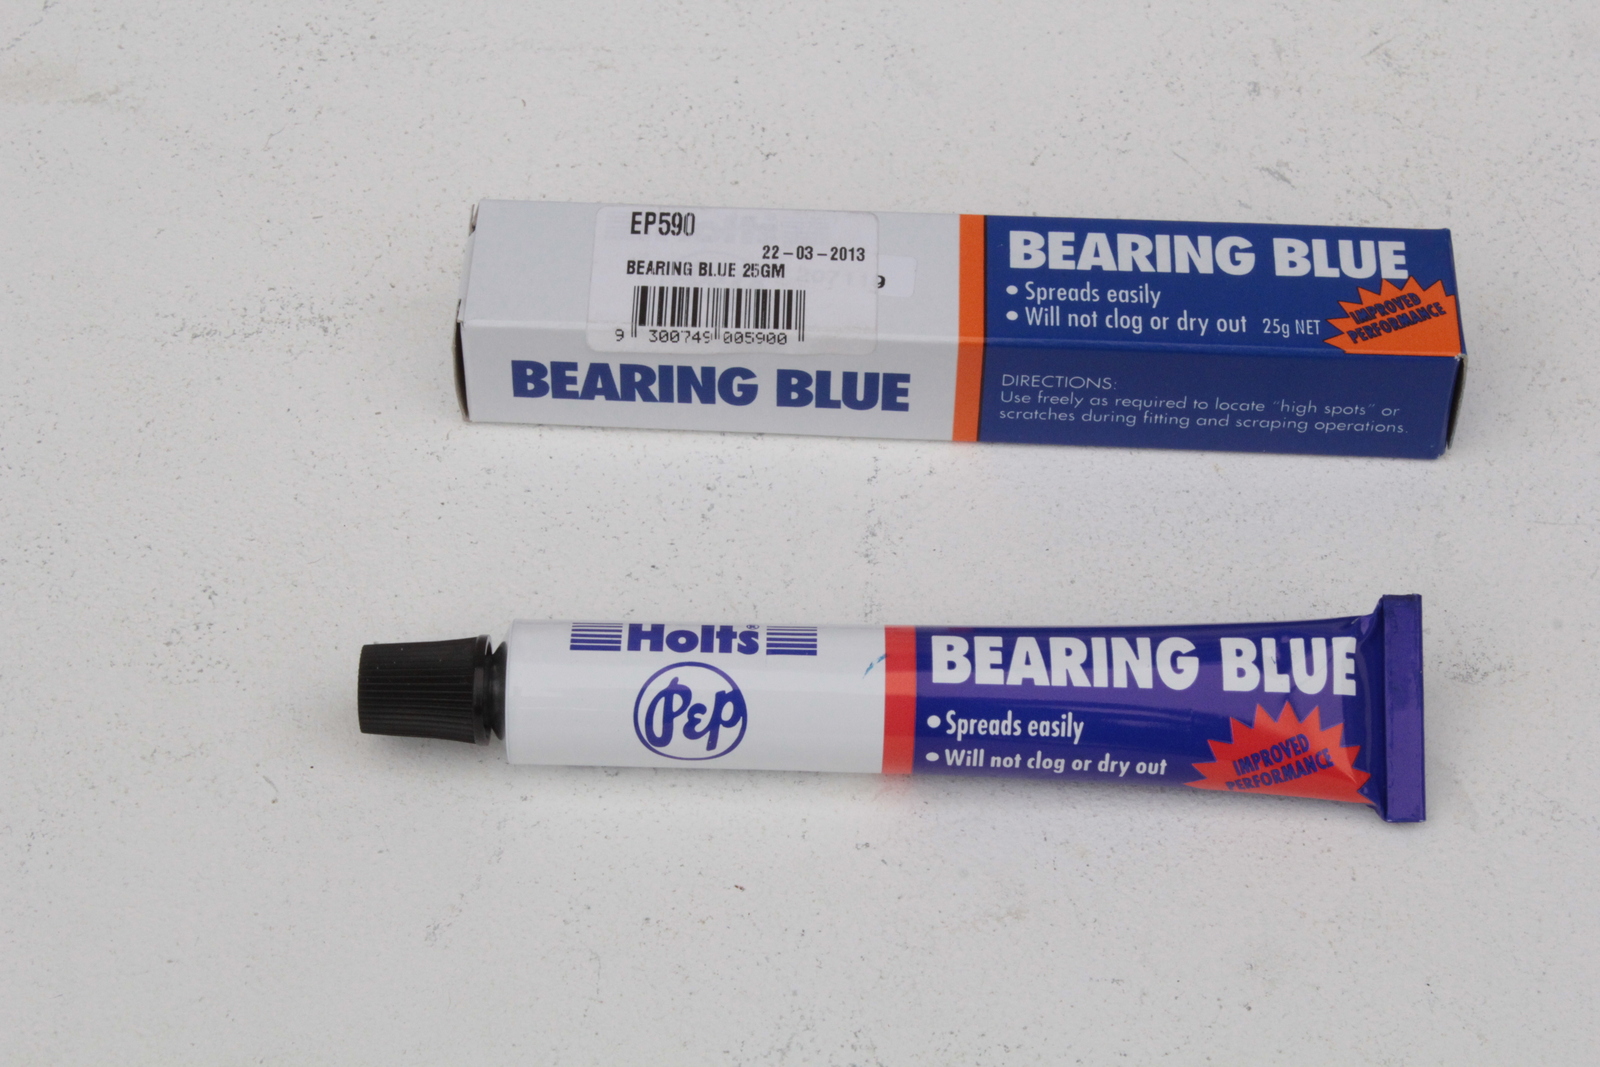 EP590
22-03-2013
BEARING BLUE 25GM
9 300749 005900
BEARING BLUE
BEARING BLUE
• Spreads easily
• Will not clog or dry out 25g NET
IMPROVED
PERFORMANCE
DIRECTIONS:
Use freely as required to locate "high spots" or
scratches during fitting and scraping operations.
Holts®
PEP
BEARING BLUE
• Spreads easily
• Will not clog or dry out
IMPROVED
PERFORMANCE